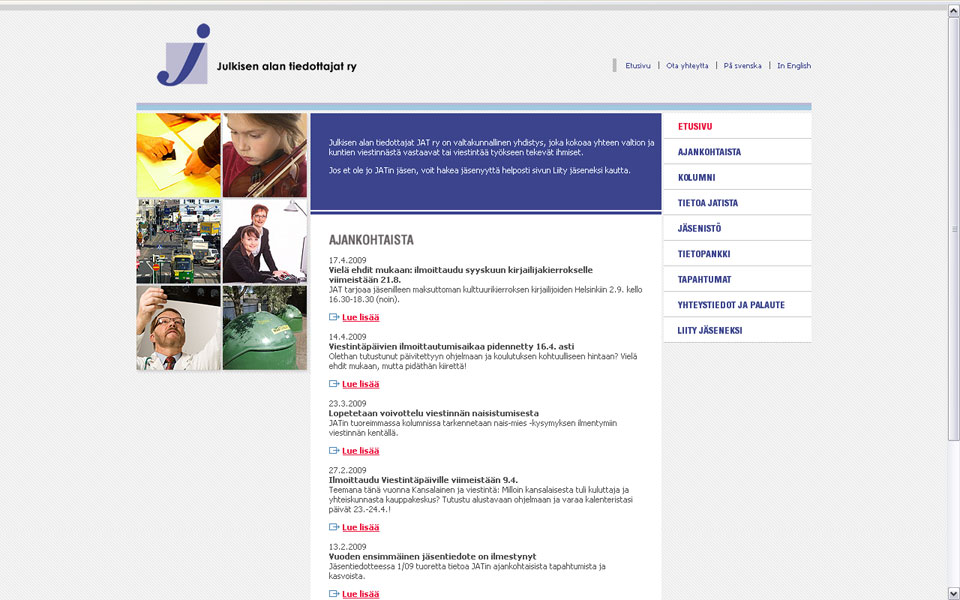 Julkisen alan tiedottajat ry
Etusivu | Ota yhteyttä | På svenska | In English
Julkisen alan tiedottajat JAT ry on valtakunnallinen yhdistys, joka kokoaa yhteen valtion ja
kuntien viestinnästä vastaavat tai viestintää työkseen tekevät ihmiset.
Jos et ole jo JATin jäsen, voit hakea jäsenyyttä helposti sivun Liity jäseneksi kautta.
ETUSIVU
AJANKOHTAISTA
KOLUMNI
TIETOA JATISTA
JÄSENISTÖ
TIETOPANKKI
TAPAHTUMAT
YHTEYSTIEDOT JA PALAUTE
LIITY JÄSENEKSI
AJANKOHTAISTA
17.4.2009
Vielä ehdit mukaan: ilmoittaudu syyskuun kirjailijakierrokselle
viimeistään 21.8.
JAT tarjoaa jäsenilleen maksuttoman kulttuurikierroksen kirjailijoiden Helsinkiin 2.9. kello
16.30-18.30 (noin).
Lue lisää
14.4.2009
Viestintäpäivien ilmoittautumisaikaa pidennetty 16.4. asti
Olethan tutustunut päivitettyyn ohjelmaan ja koulutuksen kohtuulliseen hintaan? Vielä
ehdit mukaan, mutta pidäthän kiirettä!
Lue lisää
23.3.2009
Lopetetaan voivottelu viestinnän naisistumisesta
JATin tuoreimmassa kolumnissa tarkennetaan nais-mies -kysymyksen ilmentymiin
viestinnän kentällä.
Lue lisää
27.2.2009
Ilmoittaudu Viestintäpäiville viimeistään 9.4.
Teemana tänä vuonna Kansalainen ja viestintä: Milloin kansalaisesta tuli kuluttaja ja
yhteiskunnasta kauppakeskus? Tutustu alustavaan ohjelmaan ja varaa kalenteristasi
päivät 23.-24.4.!
Lue lisää
13.2.2009
Vuoden ensimmäinen jäsentiedote on ilmestynyt
Jäsentiedotteessa 1/09 tuoretta tietoa JATin ajankohtaisista tapahtumista ja
kasvoista.
Lue lisää